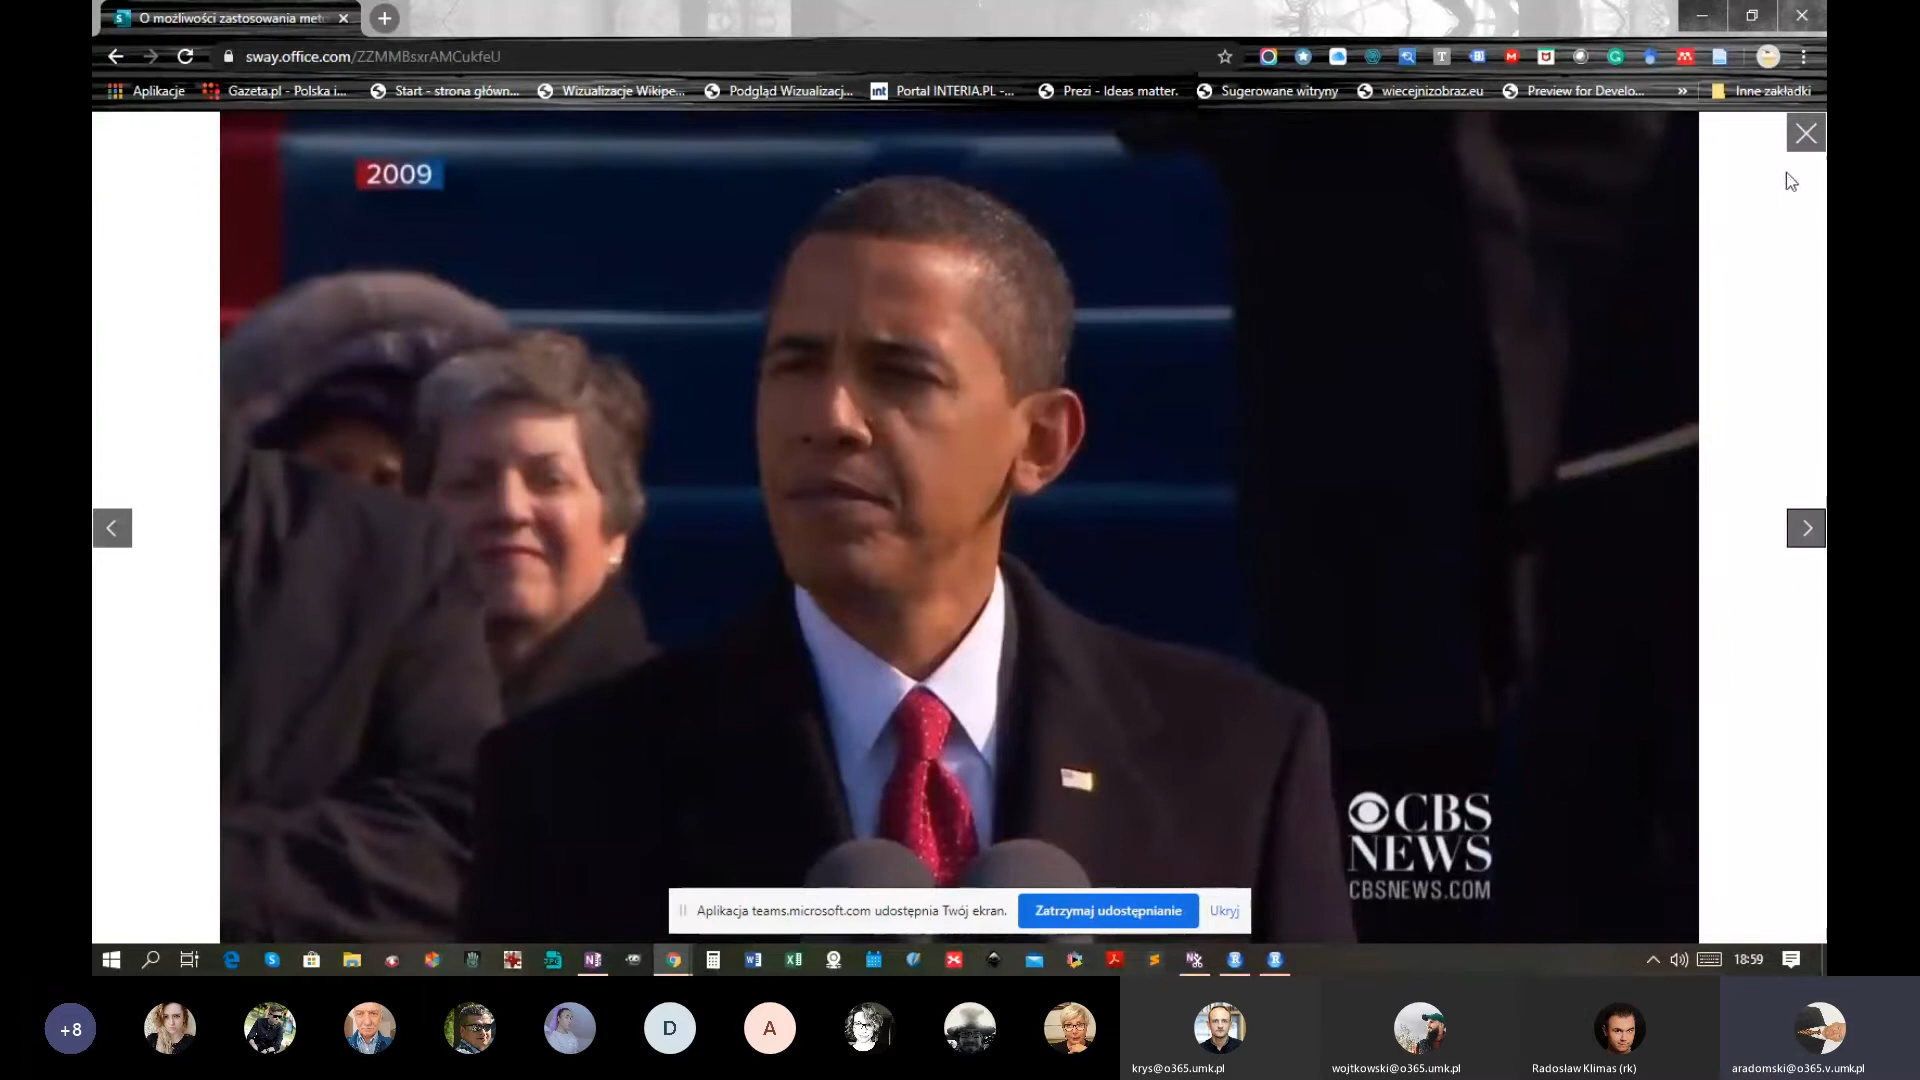 O możliwości zastosowania met
sway.office.com/ZZMMBsxrAMCukfeU
Aplikacje
Gazeta.pl - Polska i...
Start - strona główn...
Wizualizacje Wikipe...
Podgląd Wizualizacj...
int
Portal INTERIA.PL -...
Prezi - Ideas matter.
Sugerowane witryny
wiecejnizobraz.eu
Preview for Develo...
»
Inne zakładki
2009
CBS
NEWS
CBSNEWS.COM
Aplikacja teams.microsoft.com udostępnia Twój ekran.
Zatrzymaj udostępnianie
Ukryj
18:59
+8
D
A
krys@o365.umk.pl
wojtkowski@o365.umk.pl
Radosław Klimas (rk)
aradomski@o365.v.umk.pl